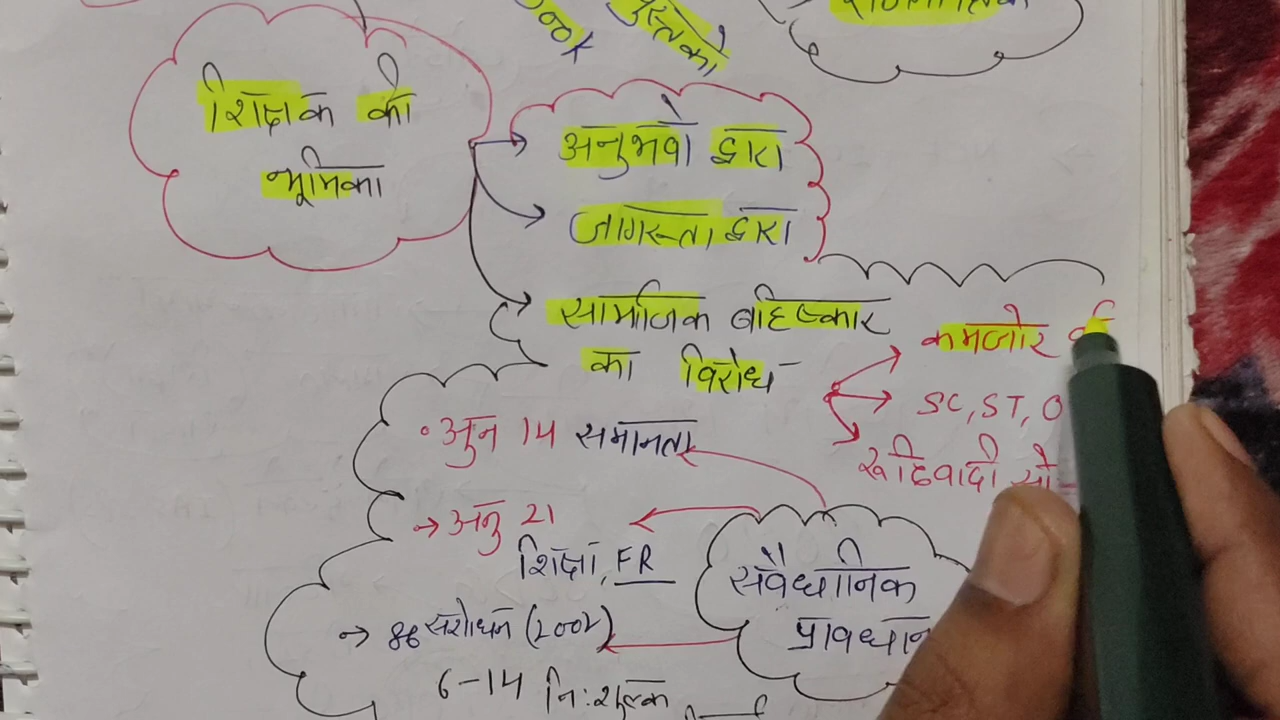 शिक्षक की
भूमिका
अनुभवो द्वारा
जागरुता द्वारा
सामाजिक बहिष्कार
का विरोध
कमजोर
SC, ST, O
रूढिवादी
• अनु 14 समानता
→ अनु 21
शिक्षा, FR
→ 86 संशोधन (2002)
6-14 नि:शुल्क
संवैधानिक
प्रावधान